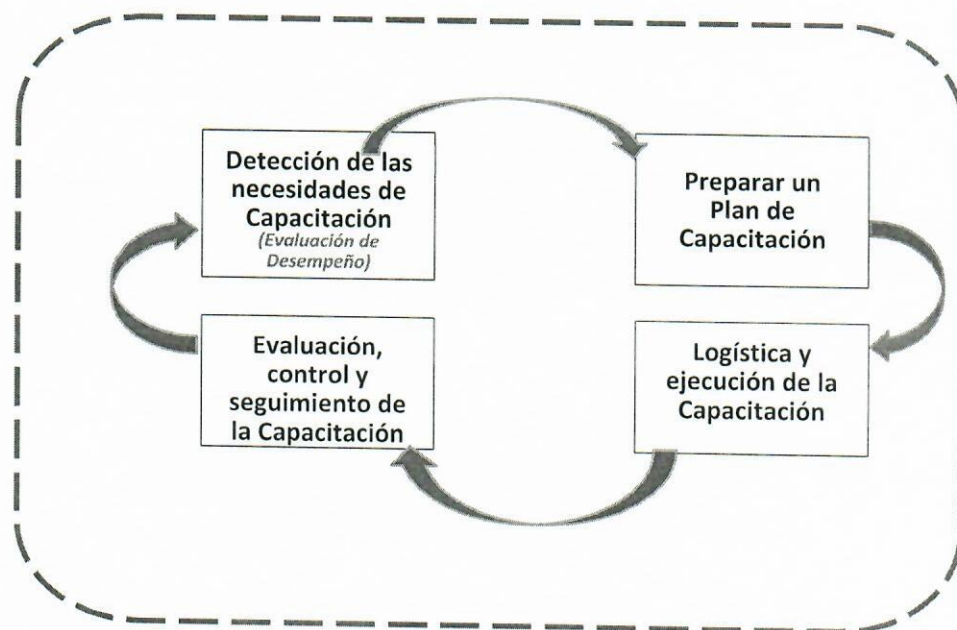 Detección de las
necesidades de
Capacitación
(Evaluación de
Desempeño)
Preparar un
Plan de
Capacitación
Logística y
ejecución de la
Capacitación
Evaluación,
control y
seguimiento de
la Capacitación